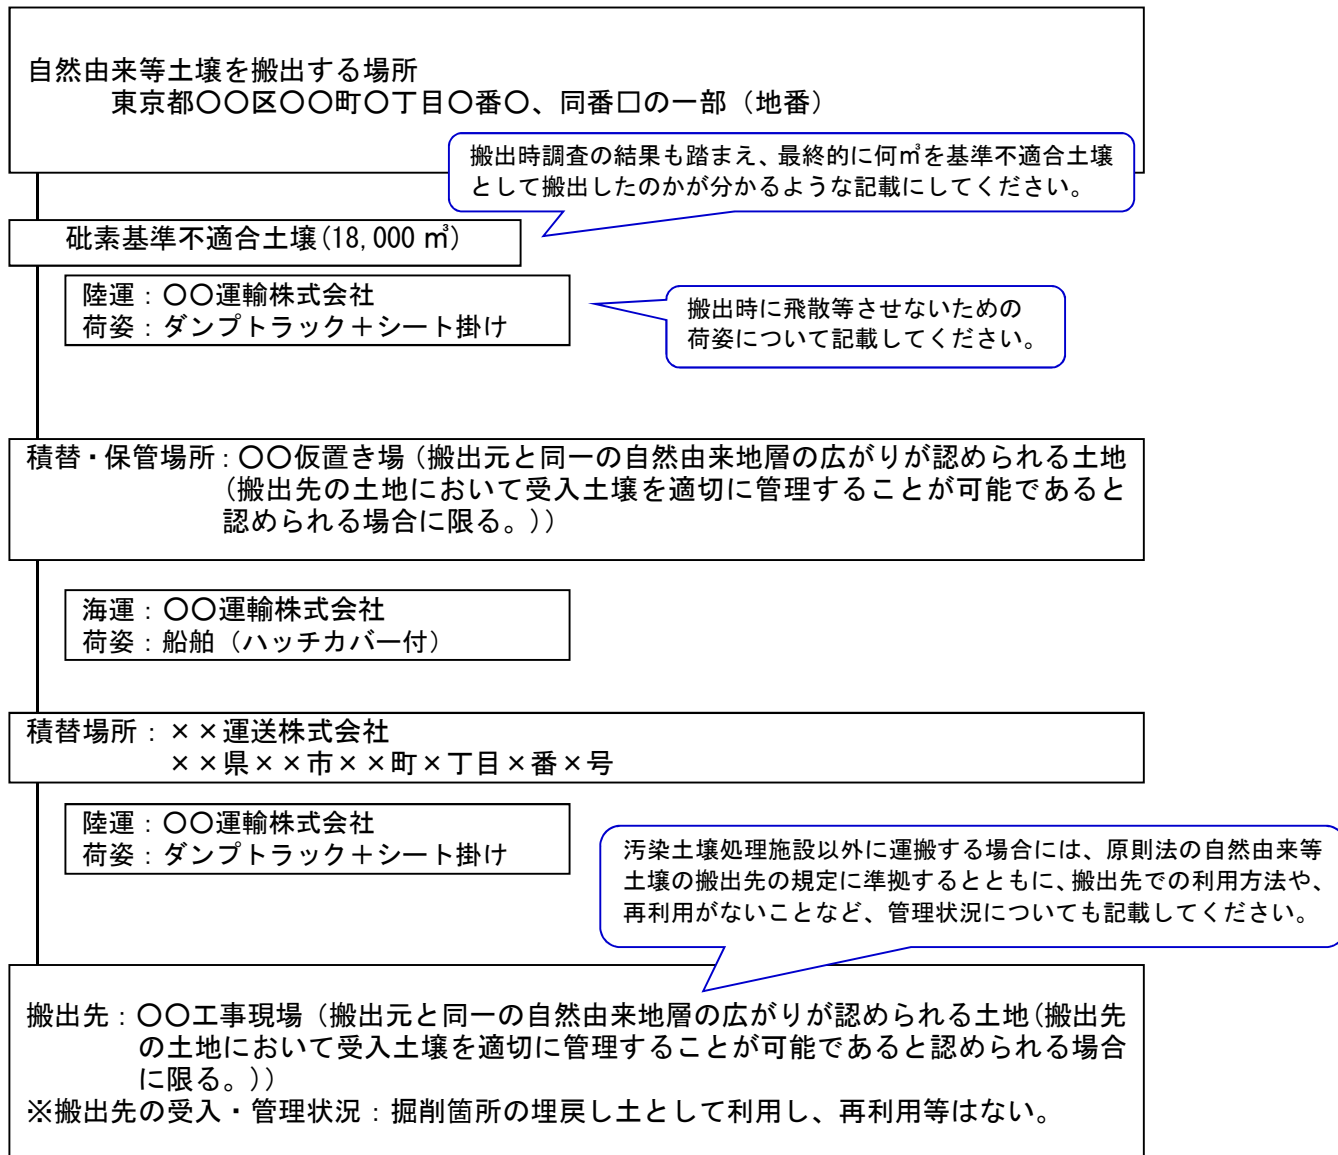 自然由来等土壌を搬出する場所
東京都〇〇区〇〇町〇丁目〇番〇、同番□の一部（地番）
搬出時調査の結果も踏まえ、最終的に何㎥を基準不適合土壌
として搬出したのかが分かるような記載にしてください。
砒素基準不適合土壌(18,000 ㎥)
陸運：〇〇運輸株式会社
荷姿：ダンプトラック＋シート掛け
搬出時に飛散等させないための
荷姿について記載してください。
積替・保管場所：〇〇仮置き場（搬出元と同一の自然由来地層の広がりが認められる土地
（搬出先の土地において受入土壌を適切に管理することが可能であると
認められる場合に限る。））
海運：〇〇運輸株式会社
荷姿：船舶（ハッチカバー付）
積替場所：××運送株式会社
××県××市××町×丁目×番×号
陸運：〇〇運輸株式会社
荷姿：ダンプトラック＋シート掛け
汚染土壌処理施設以外に運搬する場合には、原則法の自然由来等
土壌の搬出先の規定に準拠するとともに、搬出先での利用方法や、
再利用がないことなど、管理状況についても記載してください。
搬出先：〇〇工事現場（搬出元と同一の自然由来地層の広がりが認められる土地(搬出先
の土地において受入土壌を適切に管理することが可能であると認められる場合
に限る。))
※搬出先の受入・管理状況：掘削箇所の埋戻し土として利用し、再利用等はない。